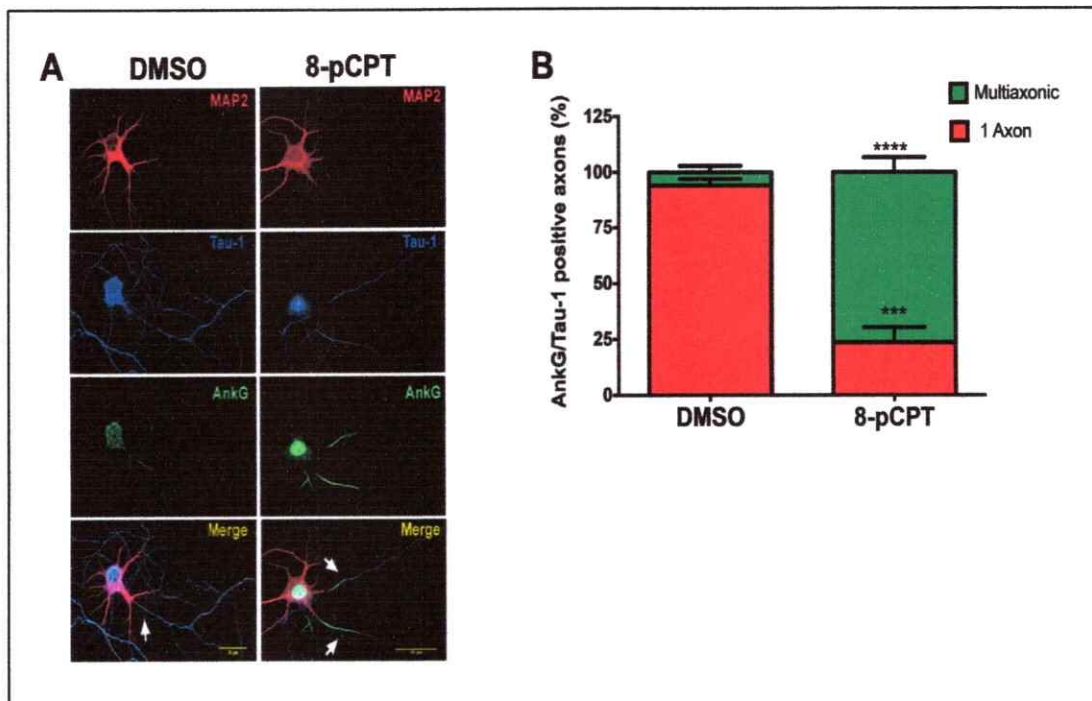 A
DMSO 8-pCPT
MAP2 MAP2
Tau-1 Tau-1
AnkG AnkG
Merge Merge
B
Multiaxonic
1 Axon
AnkG/Tau-1 positive axons (%)
125
100
75
50
25
0
****
***
DMSO 8-pCPT